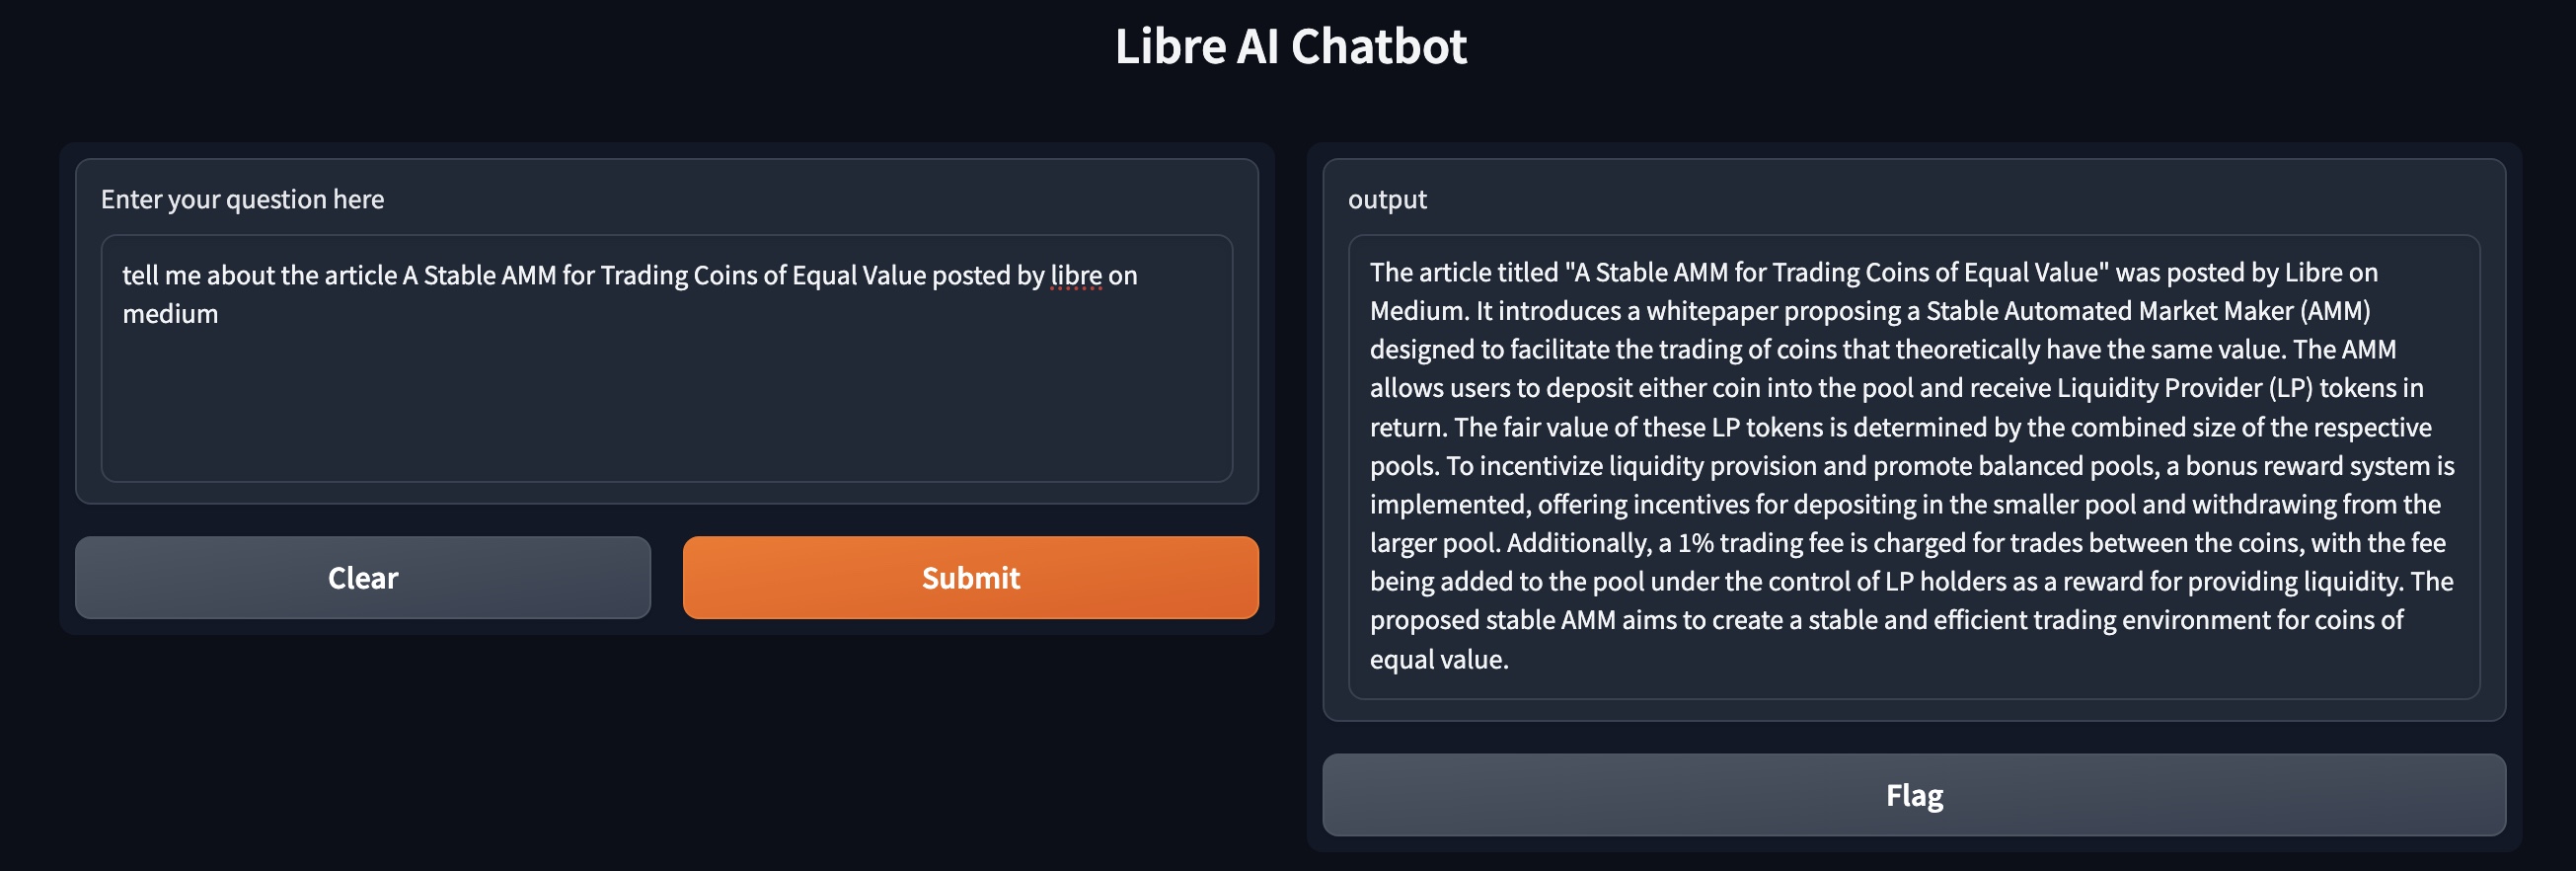 Libre AI Chatbot
Enter your question here
tell me about the article A Stable AMM for Trading Coins of Equal Value posted by libre on
medium
Clear
Submit
output
The article titled "A Stable AMM for Trading Coins of Equal Value" was posted by Libre on
Medium. It introduces a whitepaper proposing a Stable Automated Market Maker (AMM)
designed to facilitate the trading of coins that theoretically have the same value. The AMM
allows users to deposit either coin into the pool and receive Liquidity Provider (LP) tokens in
return. The fair value of these LP tokens is determined by the combined size of the respective
pools. To incentivize liquidity provision and promote balanced pools, a bonus reward system is
implemented, offering incentives for depositing in the smaller pool and withdrawing from the
larger pool. Additionally, a 1% trading fee is charged for trades between the coins, with the fee
being added to the pool under the control of LP holders as a reward for providing liquidity. The
proposed stable AMM aims to create a stable and efficient trading environment for coins of
equal value.
Flag